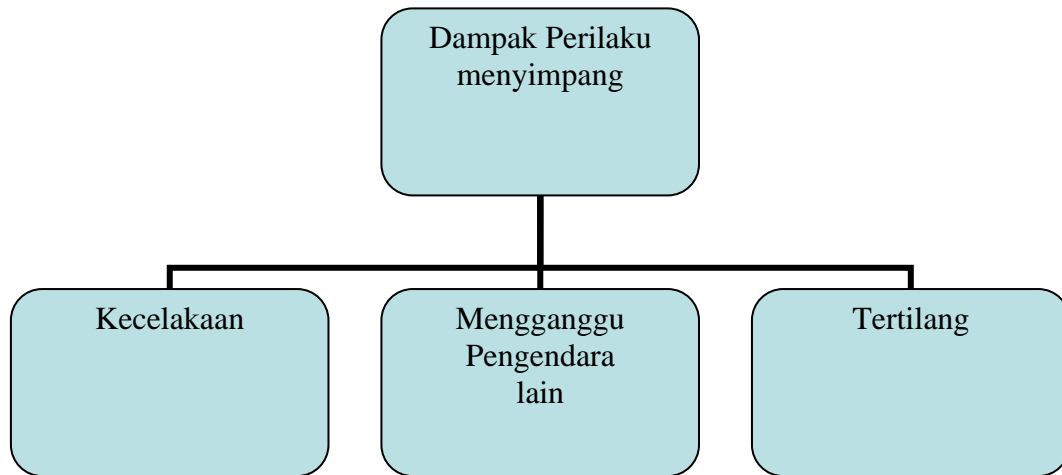 Dampak Perilaku
menyimpang
Kecelakaan
Mengganggu
Pengendara
lain
Tertilang